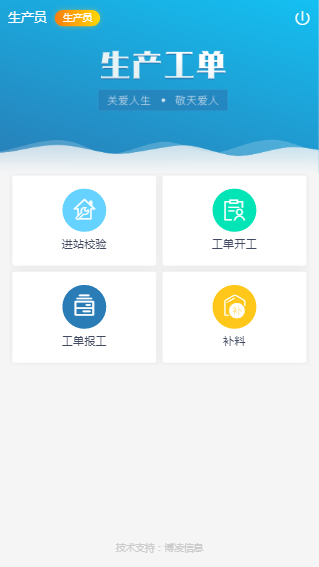 生产员 生产员
生产工单
关爱人生 • 敬天爱人
进站校验 工单开工
补
工单报工 补料
技术支持：博凌信息